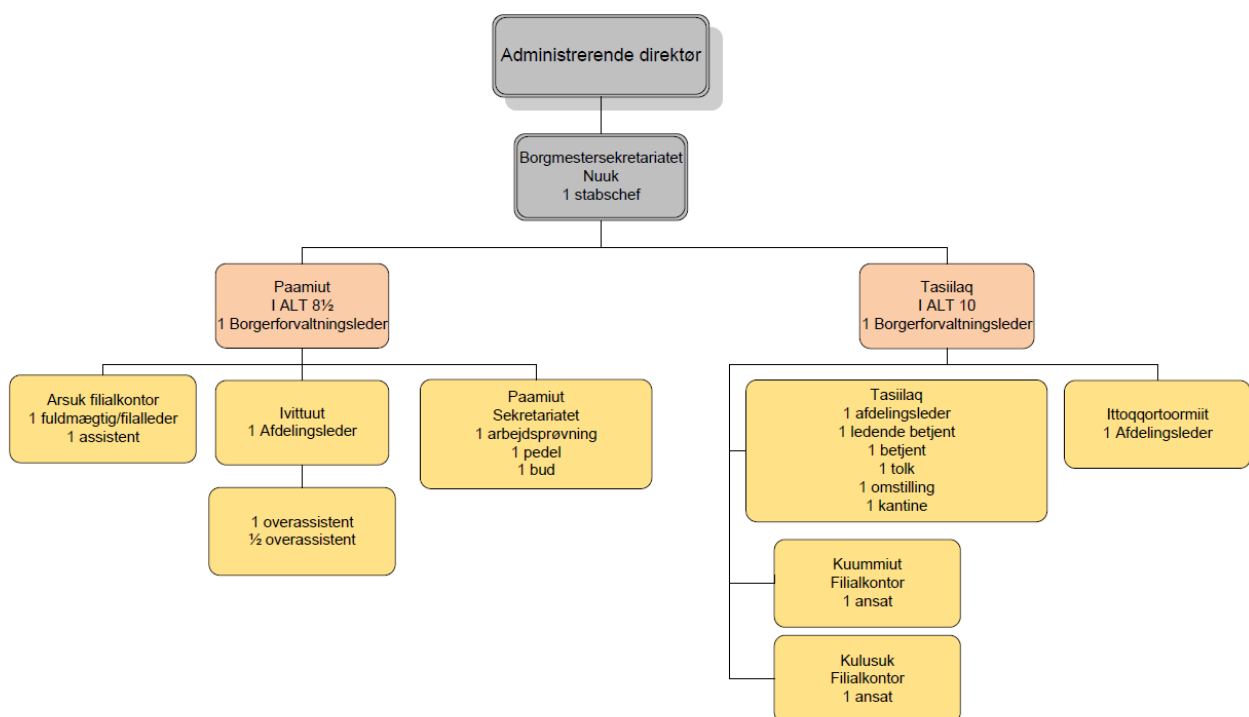 Administrerende direktør
Borgmestersekretariatet
Nuuk
1 stabschef
Paamiut
I ALT 8½
1 Borgerforvaltningsleder
Tasiilaq
I ALT 10
1 Borgerforvaltningsleder
Arsuk filialkontor
1 fuldmægtig/filalleder
1 assistent
Ivittuut
1 Afdelingsleder
Paamiut
Sekretariatet
1 arbejdsprøvning
1 pedel
1 bud
Tasiilaq
1 afdelingsleder
1 ledende betjent
1 betjent
1 tolk
1 omstilling
1 kantine
Ittoqqortoormiit
1 Afdelingsleder
1 overassistent
½ overassistent
Kuummiut
Filialkontor
1 ansat
Kulusuk
Filialkontor
1 ansat